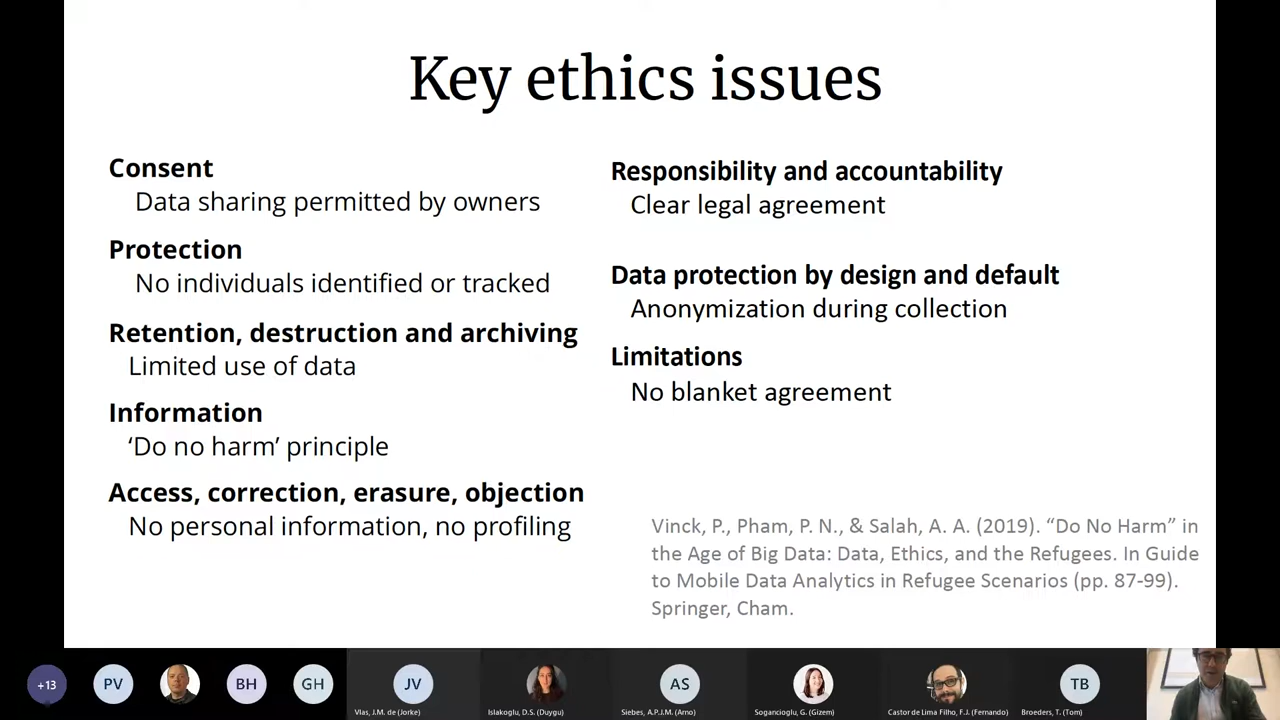 Key ethics issues
Consent
Data sharing permitted by owners
Protection
No individuals identified or tracked
Retention, destruction and archiving
Limited use of data
Information
‘Do no harm’ principle
Access, correction, erasure, objection
No personal information, no profiling
Responsibility and accountability
Clear legal agreement
Data protection by design and default
Anonymization during collection
Limitations
No blanket agreement
Vinck, P., Pham, P. N., & Salah, A. A. (2019). “Do No Harm” in
the Age of Big Data: Data, Ethics, and the Refugees. In Guide
to Mobile Data Analytics in Refugee Scenarios (pp. 87-99).
Springer, Cham.
+13
PV
BH
GH
JV
AS
TB
Vlas, J.M. de (Jorke)
Islakoglu, D.S. (Duygu)
Siebes, A.P.J.M. (Arno)
Sogancioglu, G. (Gizem)
Castor de Lima Filho, F.J. (Fernando)
Broeders, T. (Tom)